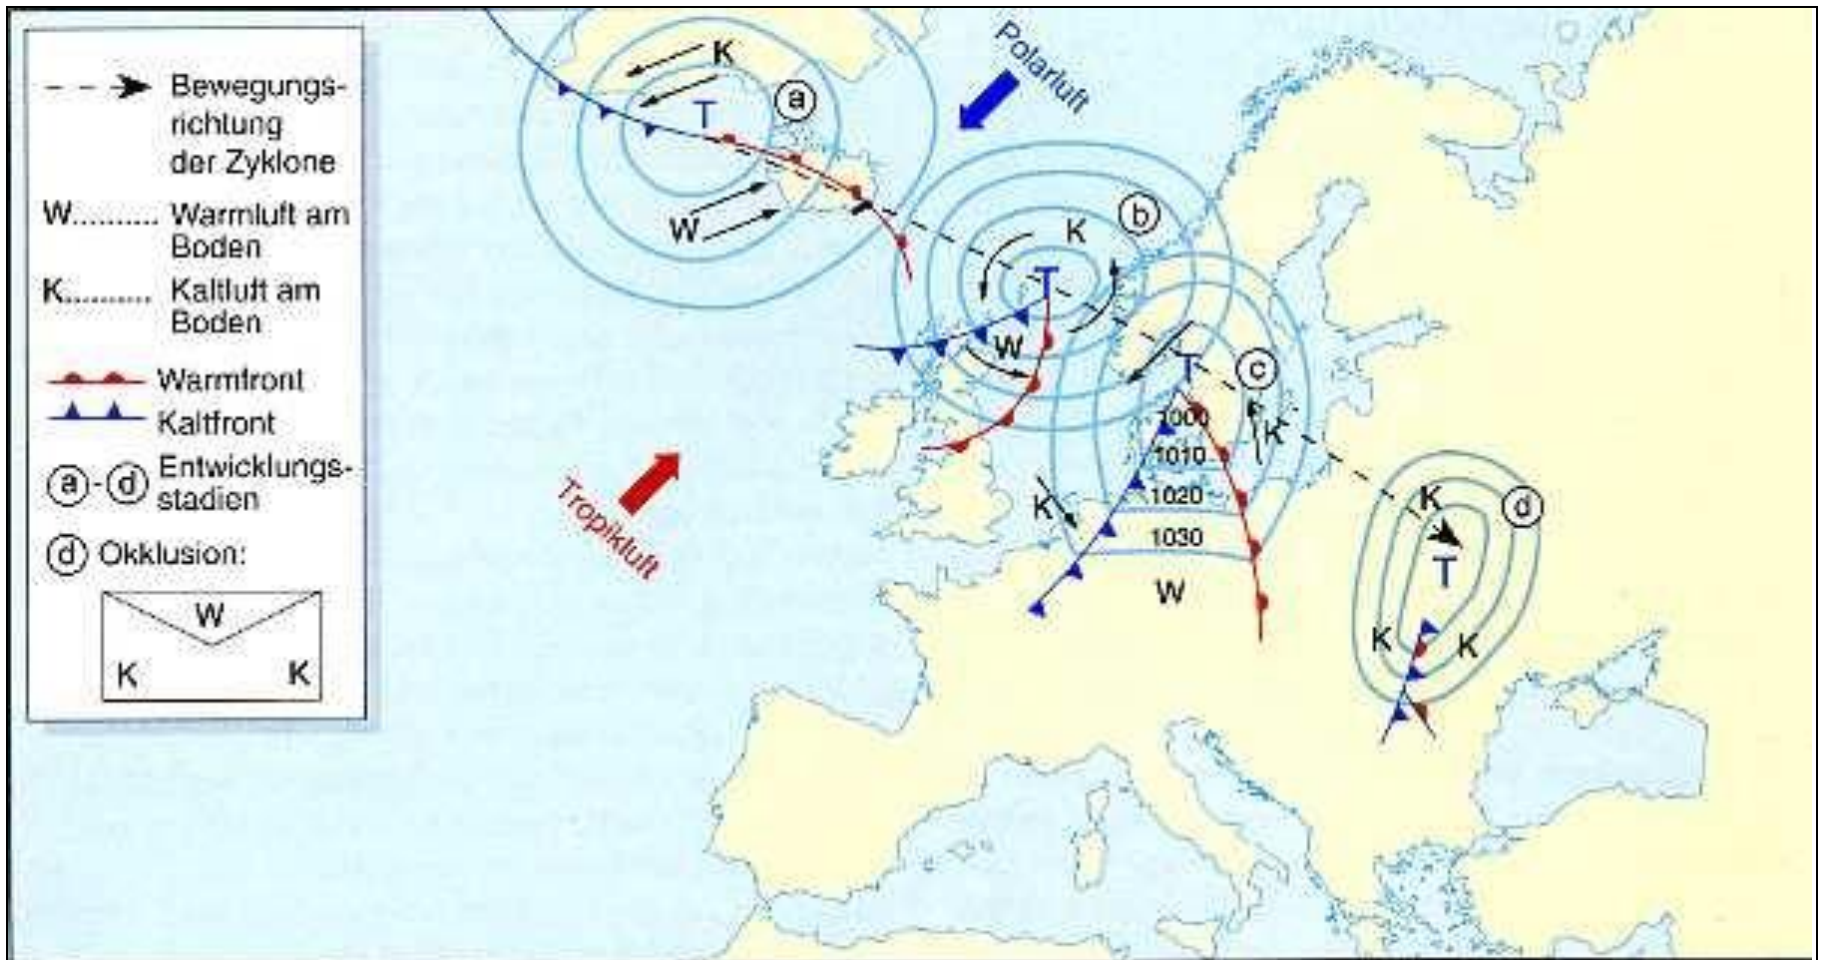 Bewegungs-
richtung
der Zyklone
W.......... Warmluft am
Boden
K.......... Kaltluft am
Boden
Warmfront
Kaltfront
a - d Entwicklungs-
stadien
d Okklusion:
W
K K
K
T
a
W
Polarluft
b
K
T
W
Tropikluft
T
c
1000
K
1010
1020
K
1030
W
K
d
T
K K